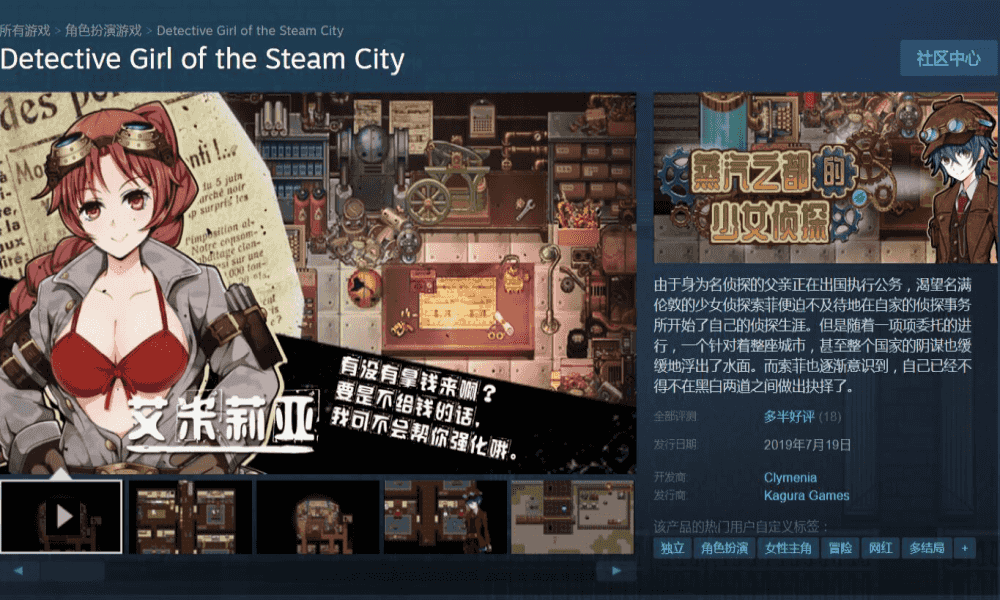 所有游戏 > 角色扮演游戏 > Detective Girl of the Steam City
Detective Girl of the Steam City
社区中心
nti !...
tu 5 juin
arché noir
surpris les
Notre consom-
艾米莉亚
有没有拿钱来啊？
要是不给钱的话，
我可不会帮你强化哦。
蒸汽之都的
少女侦探
由于身为名侦探的父亲正在出国执行公务，渴望名满
伦敦的少女侦探索菲便迫不及待地在自家的侦探事务
所开始了自己的侦探生涯。但是随着一项项委托的进
行，一个针对着整座城市，甚至整个国家的阴谋也缓
缓地浮出了水面。而索菲也逐渐意识到，自己已经不
得不在黑白两道之间做出抉择了。
全部评测 多半好评 (18)
发行日期 2019年7月19日
开发商: Clymenia
发行商: Kagura Games
该产品的热门用户自定义标签：
独立 角色扮演 女性主角 冒险 网红 多结局 +